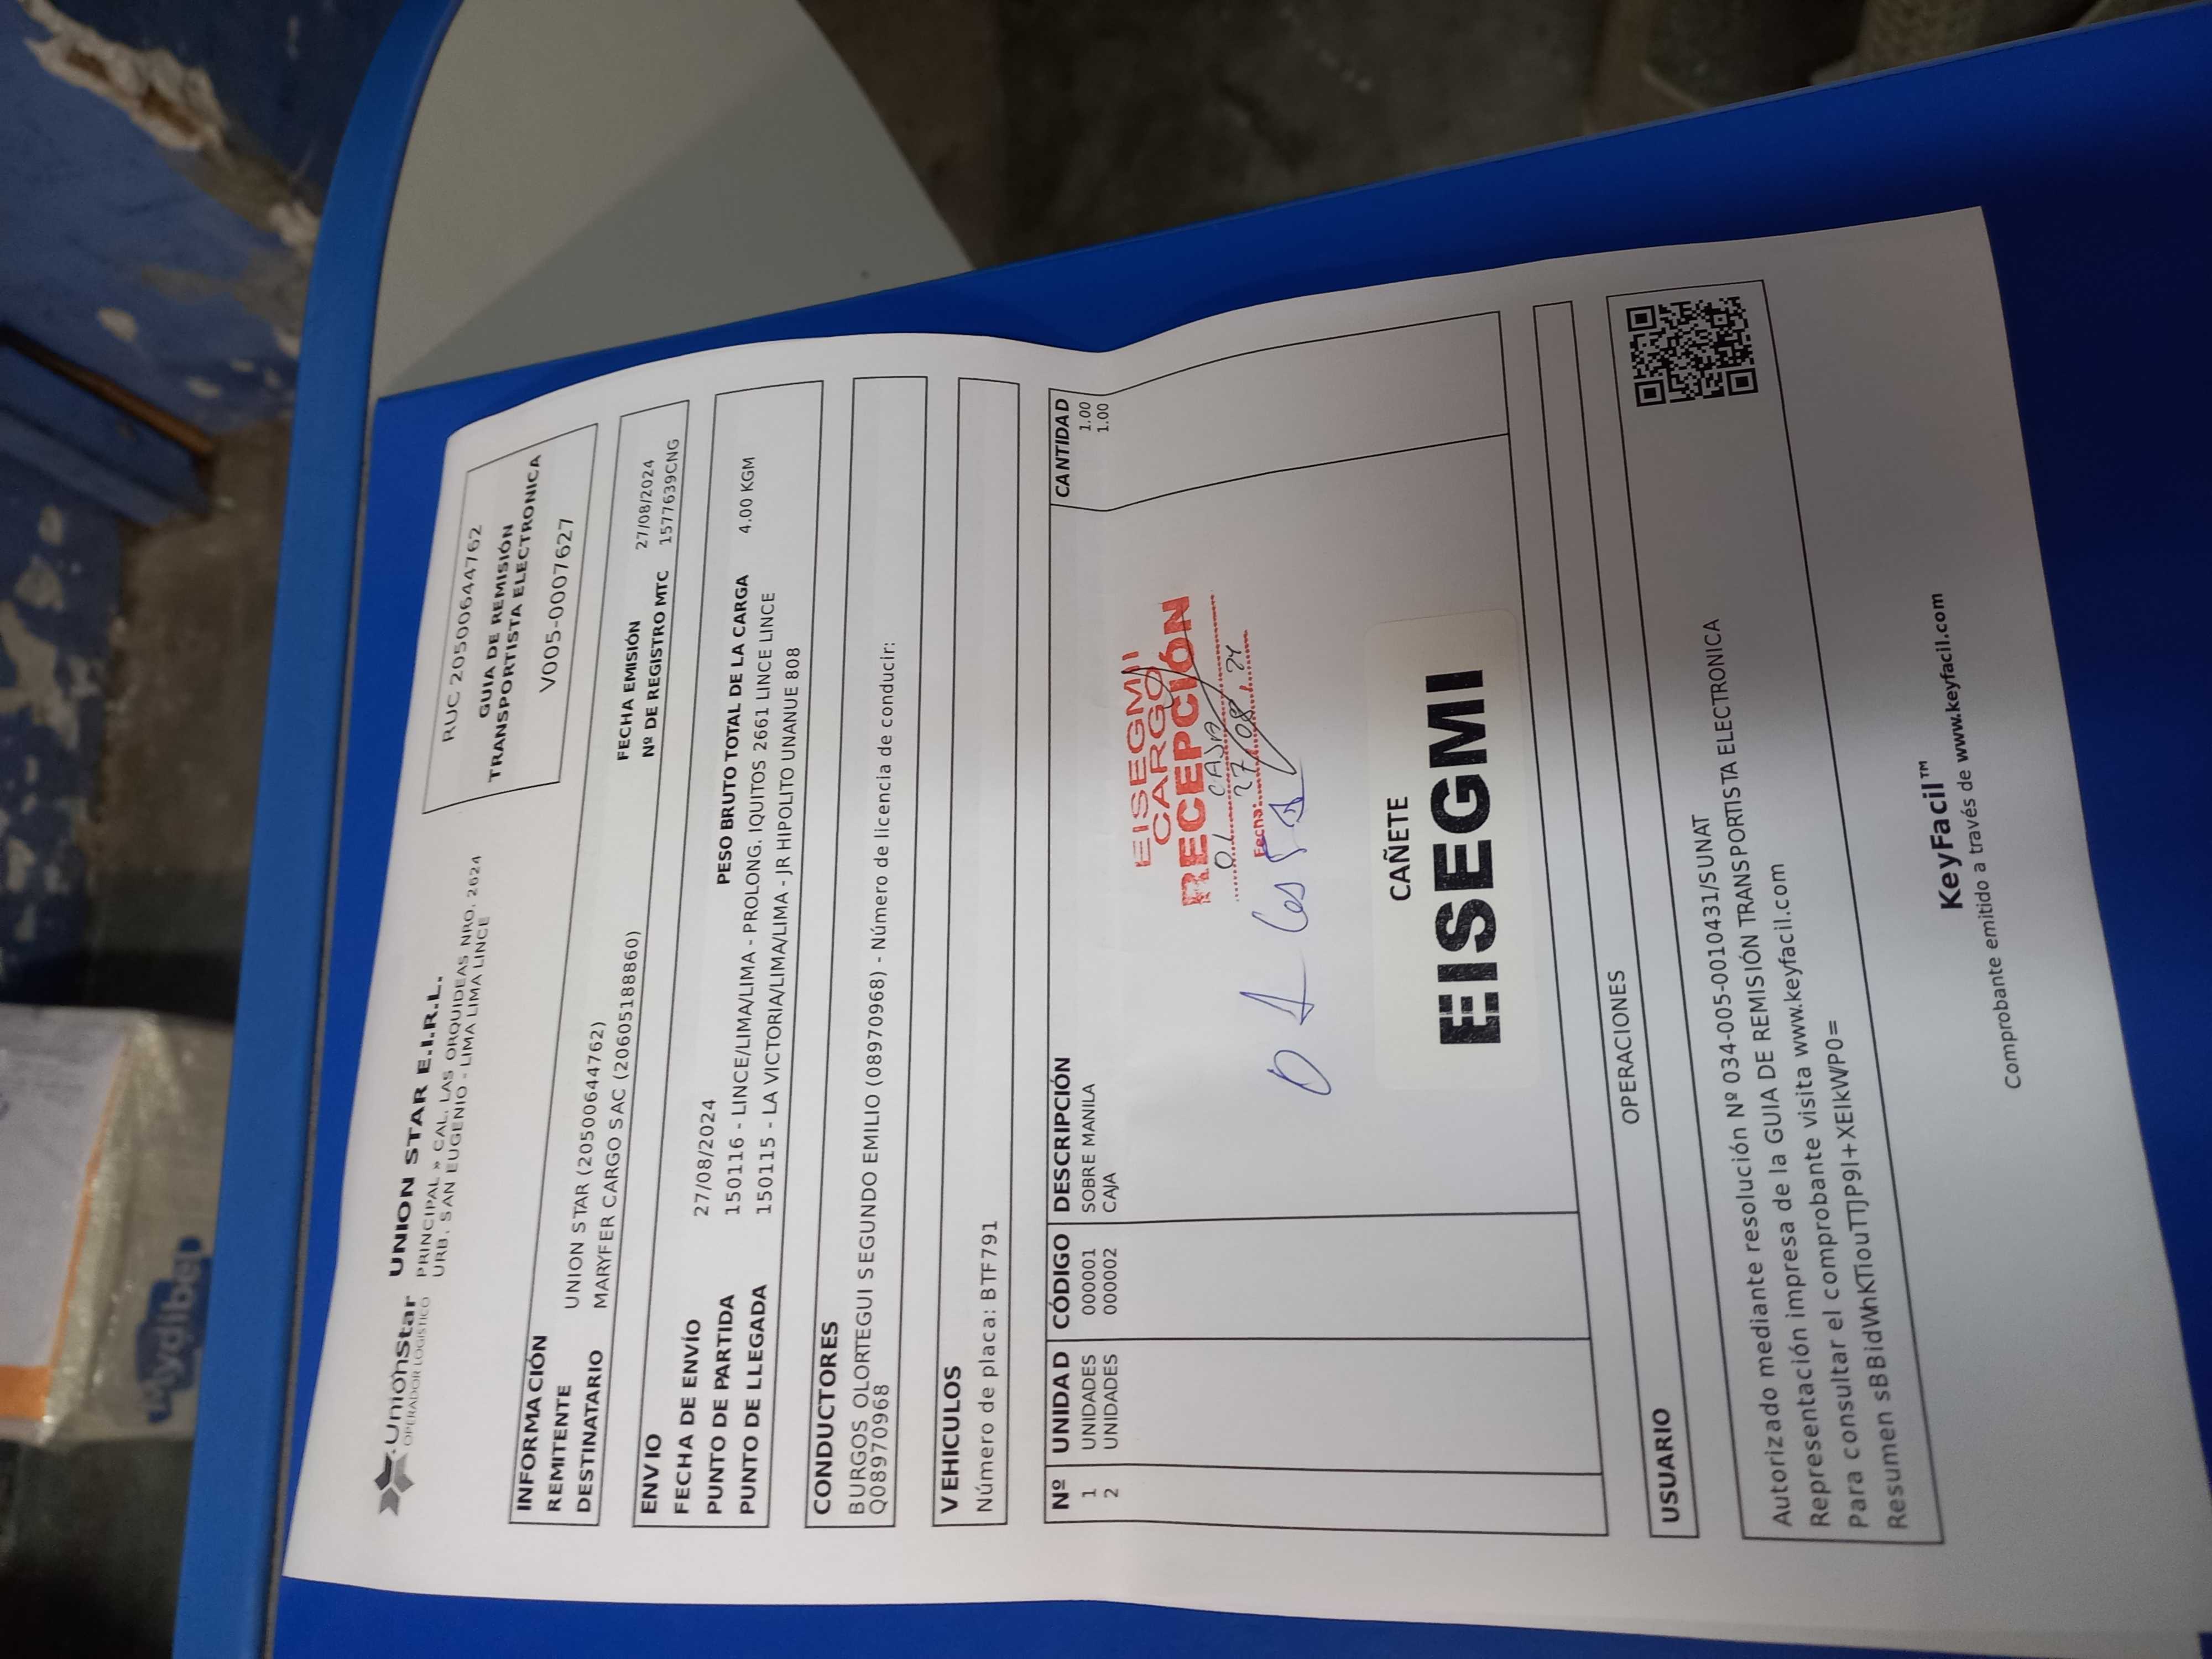 Unionstar
OPERADOR LOGISTICO
UNION STAR E.I.R.L.
PRINCIPAL » CAL. LAS ORQUIDEAS NRO. 2624
URB. SAN EUGENIO - LIMA LIMA LINCE
RUC 20500644762
GUIA DE REMISIÓN
TRANSPORTISTA ELECTRONICA
V005-0007627
INFORMACIÓN
REMITENTE UNION STAR (20500644762)
DESTINATARIO MARYFER CARGO SAC (20605188860)
FECHA EMISIÓN 27/08/2024
Nº DE REGISTRO MTC 1577639CNG
ENVIO
FECHA DE ENVÍO 27/08/2024 PESO BRUTO TOTAL DE LA CARGA 4.00 KGM
PUNTO DE PARTIDA 150116 - LINCE/LIMA/LIMA - PROLONG. IQUITOS 2661 LINCE LINCE
PUNTO DE LLEGADA 150115 - LA VICTORIA/LIMA/LIMA - JR HIPOLITO UNANUE 808
CONDUCTORES
BURGOS OLORTEGUI SEGUNDO EMILIO (08970968) - Número de licencia de conducir:
Q08970968
VEHICULOS
Número de placa: BTF791
Nº UNIDAD CÓDIGO DESCRIPCIÓN CANTIDAD
1 UNIDADES 000001 SOBRE MANILA 1.00
2 UNIDADES 000002 CAJA 1.00
EISEGMI
CARGO
RECEPCIÓN
01 CAJA
Fecha: 27/08/24
CAÑETE
EISEGMI
OPERACIONES
USUARIO
Autorizado mediante resolución Nº 034-005-0010431/SUNAT
Representación impresa de la GUIA DE REMISIÓN TRANSPORTISTA ELECTRONICA
Para consultar el comprobante visita www.keyfacil.com
Resumen
KeyFacil™
Comprobante emitido a través de www.keyfacil.com